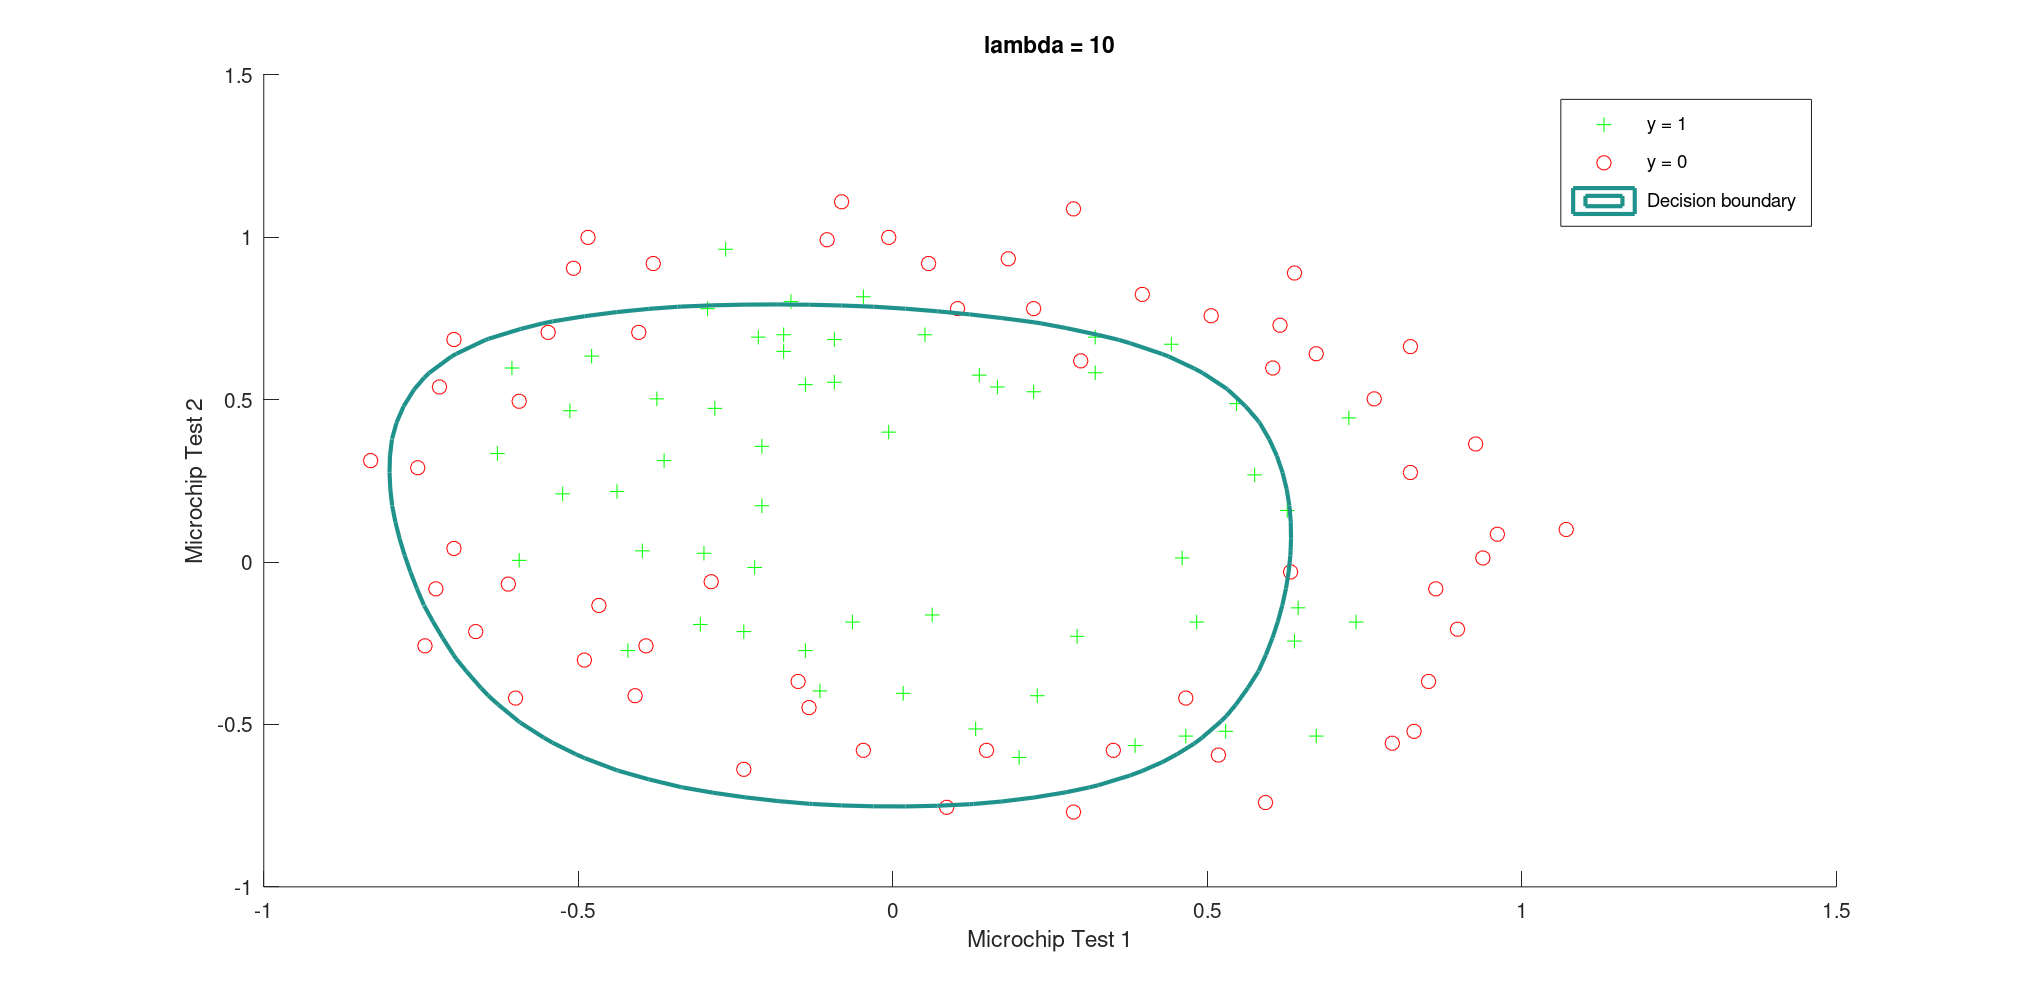 lambda = 10
1.5
1
0.5
0
-0.5
-1
Microchip Test 2
y = 1
y = 0
Decision boundary
-1 -0.5 0 0.5 1 1.5
Microchip Test 1